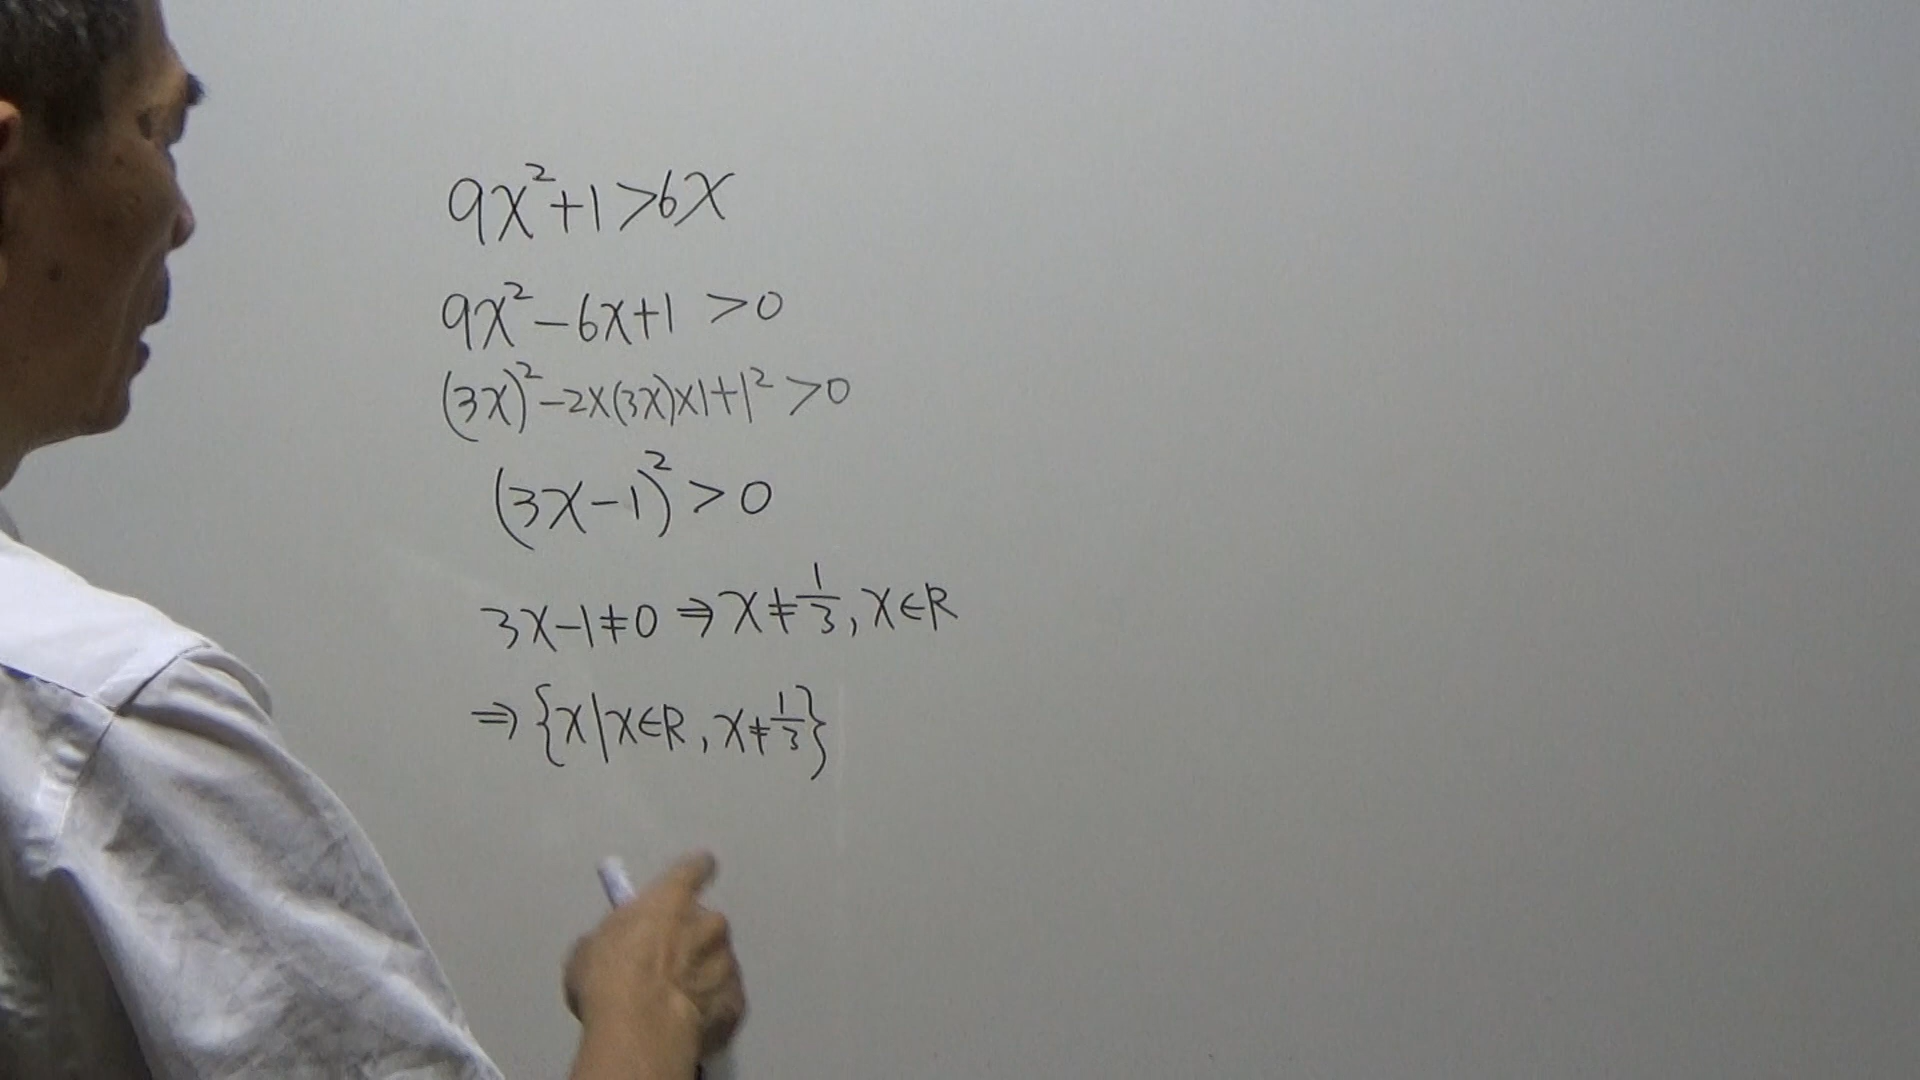 9x²+1>6x
9x²-6x+1 >0
(3x)²-2×(3x)×1+1²>0
(3x-1)²>0
3x-1≠0 ⇒ x≠1/3, x∈R
⇒ {x|x∈R, x≠1/3}